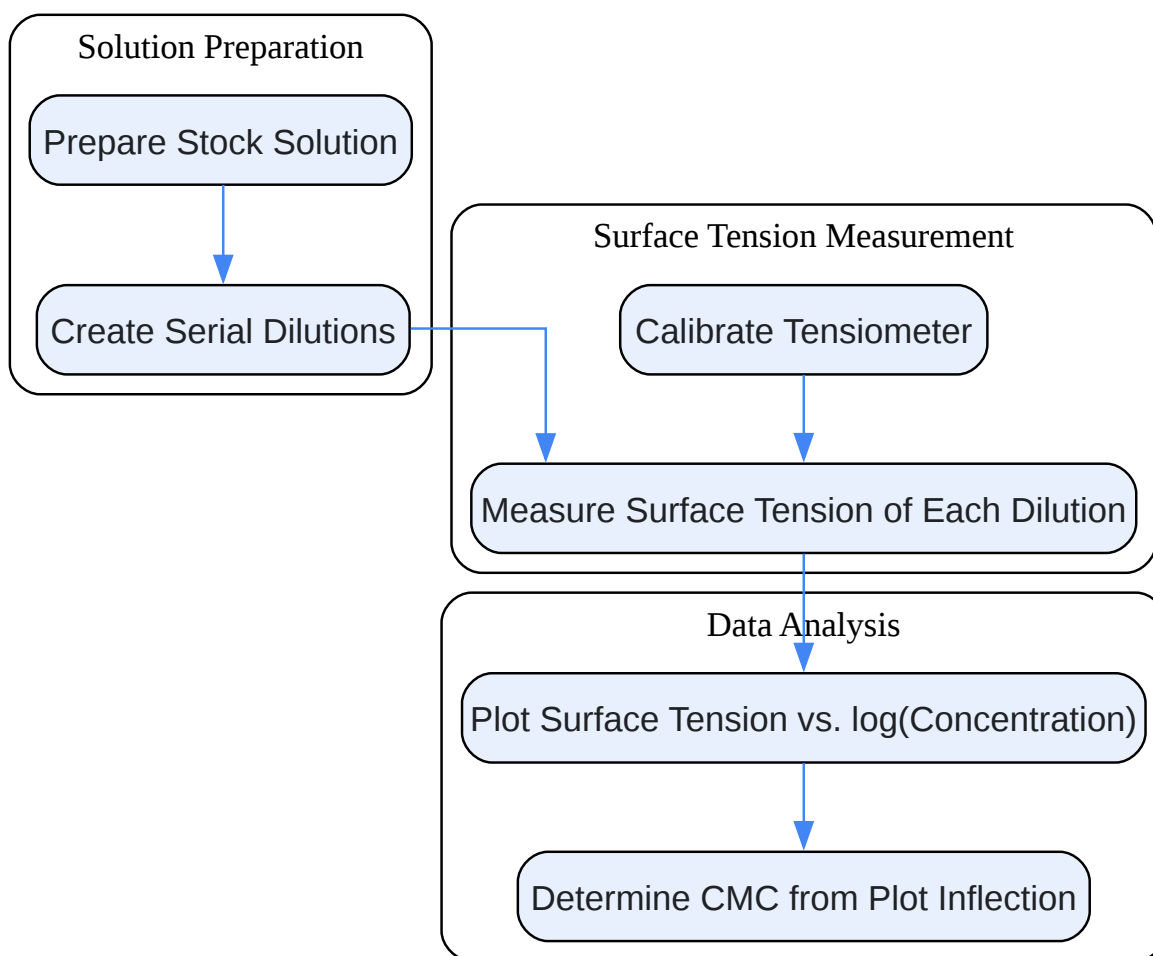 Solution Preparation
Prepare Stock Solution
Create Serial Dilutions
Surface Tension Measurement
Calibrate Tensiometer
Measure Surface Tension of Each Dilution
Data Analysis
Plot Surface Tension vs. log(Concentration)
Determine CMC from Plot Inflection